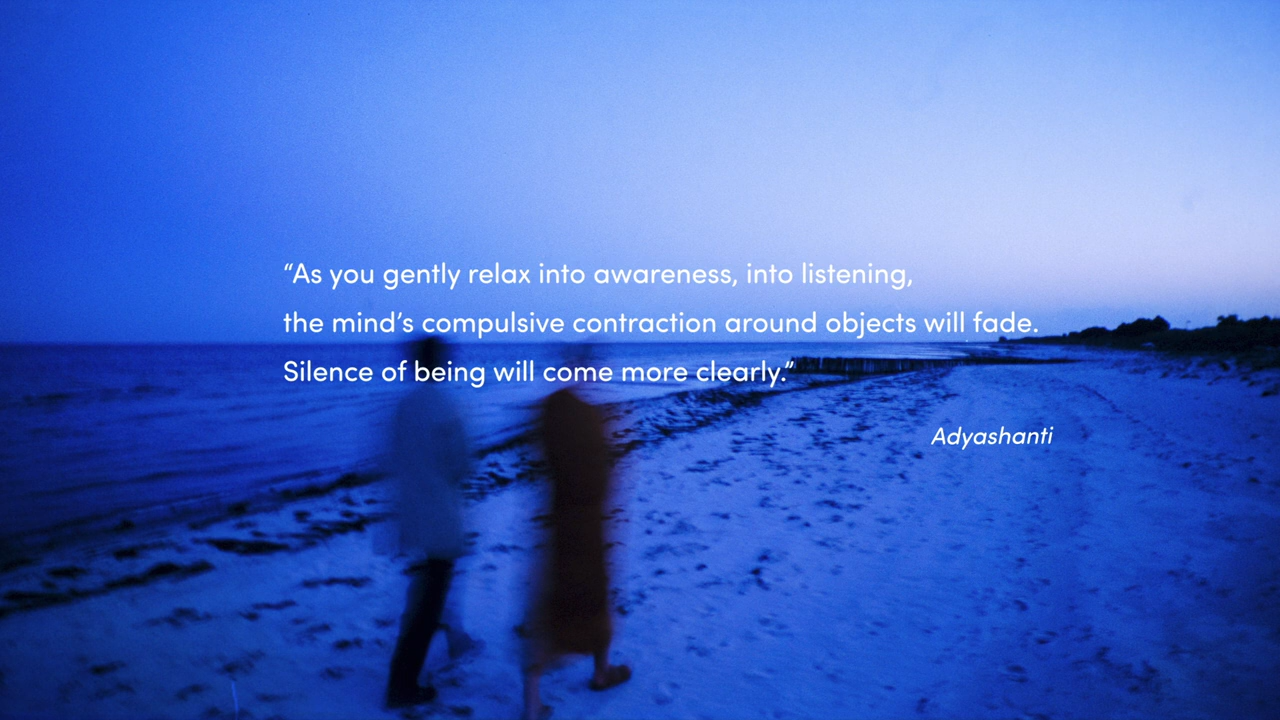 “As you gently relax into awareness, into listening,
the mind’s compulsive contraction around objects will fade.
Silence of being will come more clearly.”
Adyashanti